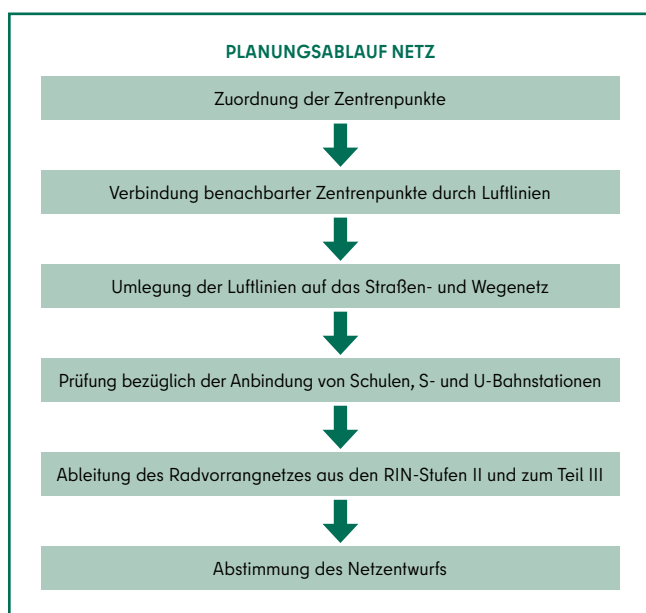 PLANUNGSABLAUF NETZ
Zuordnung der Zentrenpunkte
Verbindung benachbarter Zentrenpunkte durch Luftlinien
Umlegung der Luftlinien auf das Straßen- und Wegenetz
Prüfung bezüglich der Anbindung von Schulen, S- und U-Bahnstationen
Ableitung des Radvorrangnetzes aus den RIN-Stufen II und zum Teil III
Abstimmung des Netzentwurfs